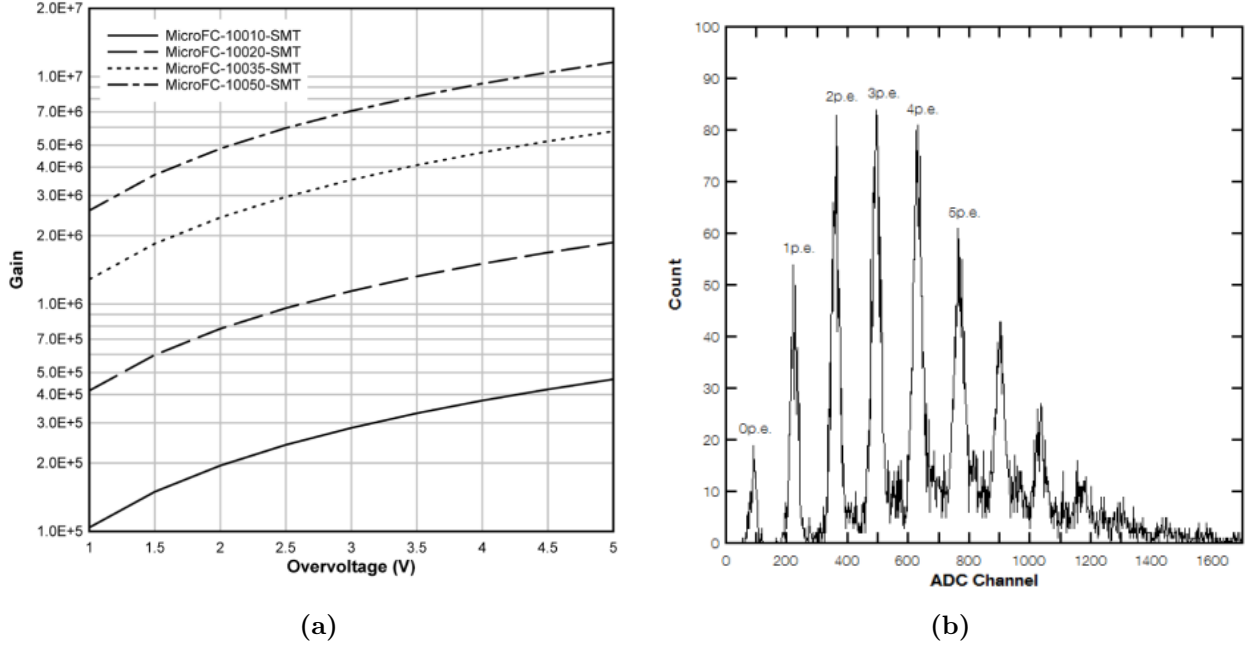 2.0E+7
MicroFC-10010-SMT
MicroFC-10020-SMT
MicroFC-10035-SMT
MicroFC-10050-SMT
1.0E+7
7.0E+6
5.0E+6
4.0E+6
3.0E+6
2.0E+6
1.0E+6
7.0E+5
5.0E+5
4.0E+5
3.0E+5
2.0E+5
1.0E+5
Gain
1 1.5 2 2.5 3 3.5 4 4.5 5
Overvoltage (V)
(a)
100
90
80
70
60
50
40
30
20
10
0
Count
0p.e.
1p.e.
2p.e.
3p.e.
4p.e.
5p.e.
0 200 400 600 800 1000 1200 1400 1600
ADC Channel
(b)